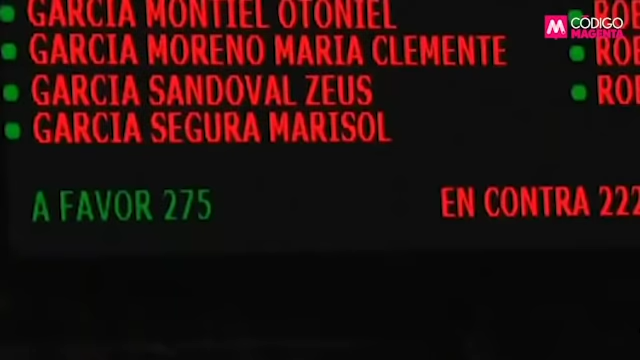 GARCIA MONTIEL OTONIEL
GARCIA MORENO MARIA CLEMENTE
GARCIA SANDOVAL ZEUS
GARCIA SEGURA MARISOL
A FAVOR 275
EN CONTRA 222
M CODIGO
MAGENTA